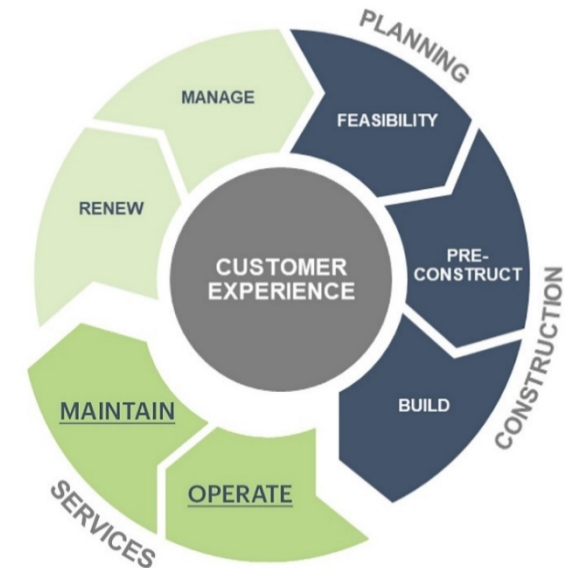 PLANNING
MANAGE
FEASIBILITY
RENEW
PRE-
CONSTRUCT
CUSTOMER
EXPERIENCE
CONSTRUCTION
BUILD
MAINTAIN
OPERATE
SERVICES